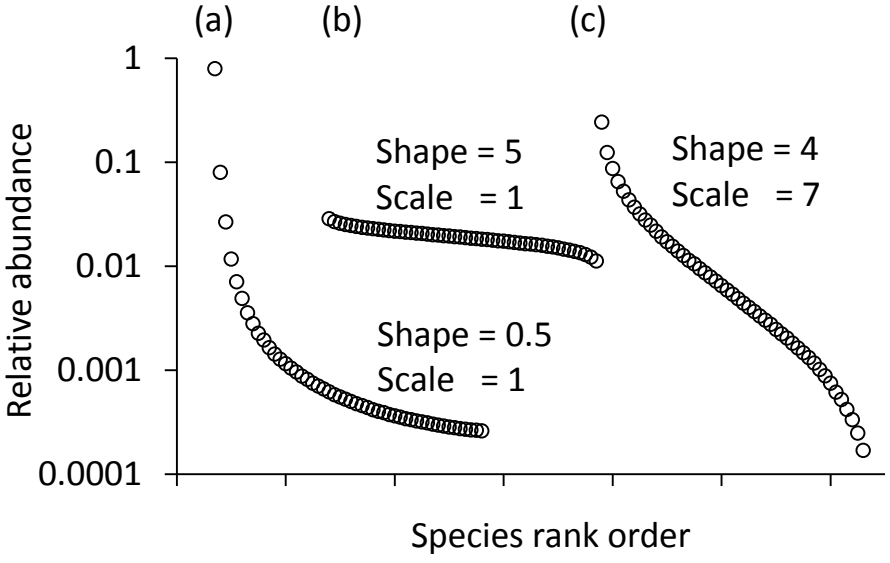 (a) (b) (c)
1
0.1
0.01
0.001
0.0001
Relative abundance
Shape = 5
Scale = 1
Shape = 4
Scale = 7
Shape = 0.5
Scale = 1
Species rank order